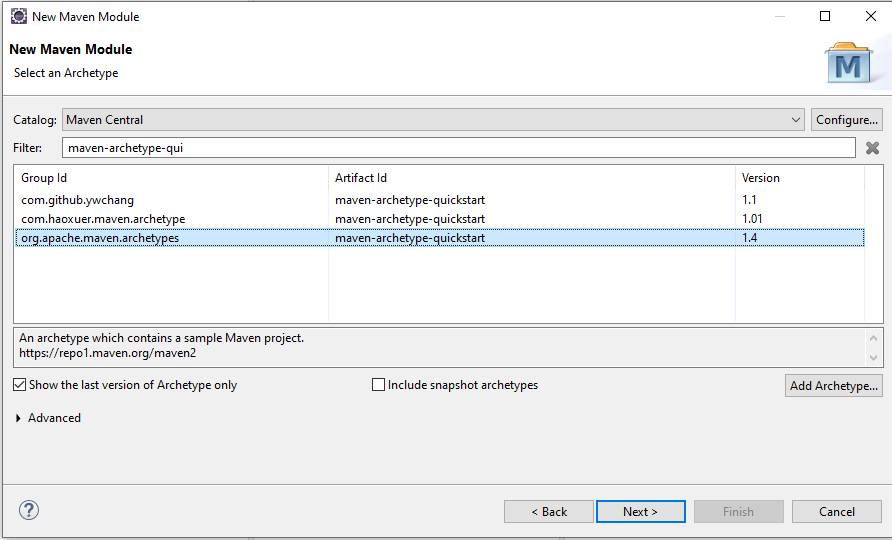 New Maven Module
New Maven Module
Select an Archetype
M
Catalog: Maven Central Configure...
Filter: maven-archetype-qui
Group Id Artifact Id Version
com.github.ywchang maven-archetype-quickstart 1.1
com.haoxuer.maven.archetype maven-archetype-quickstart 1.01
org.apache.maven.archetypes maven-archetype-quickstart 1.4
An archetype which contains a sample Maven project.
https://repo1.maven.org/maven2
Show the last version of Archetype only Include snapshot archetypes Add Archetype...
Advanced
? < Back Next > Finish Cancel